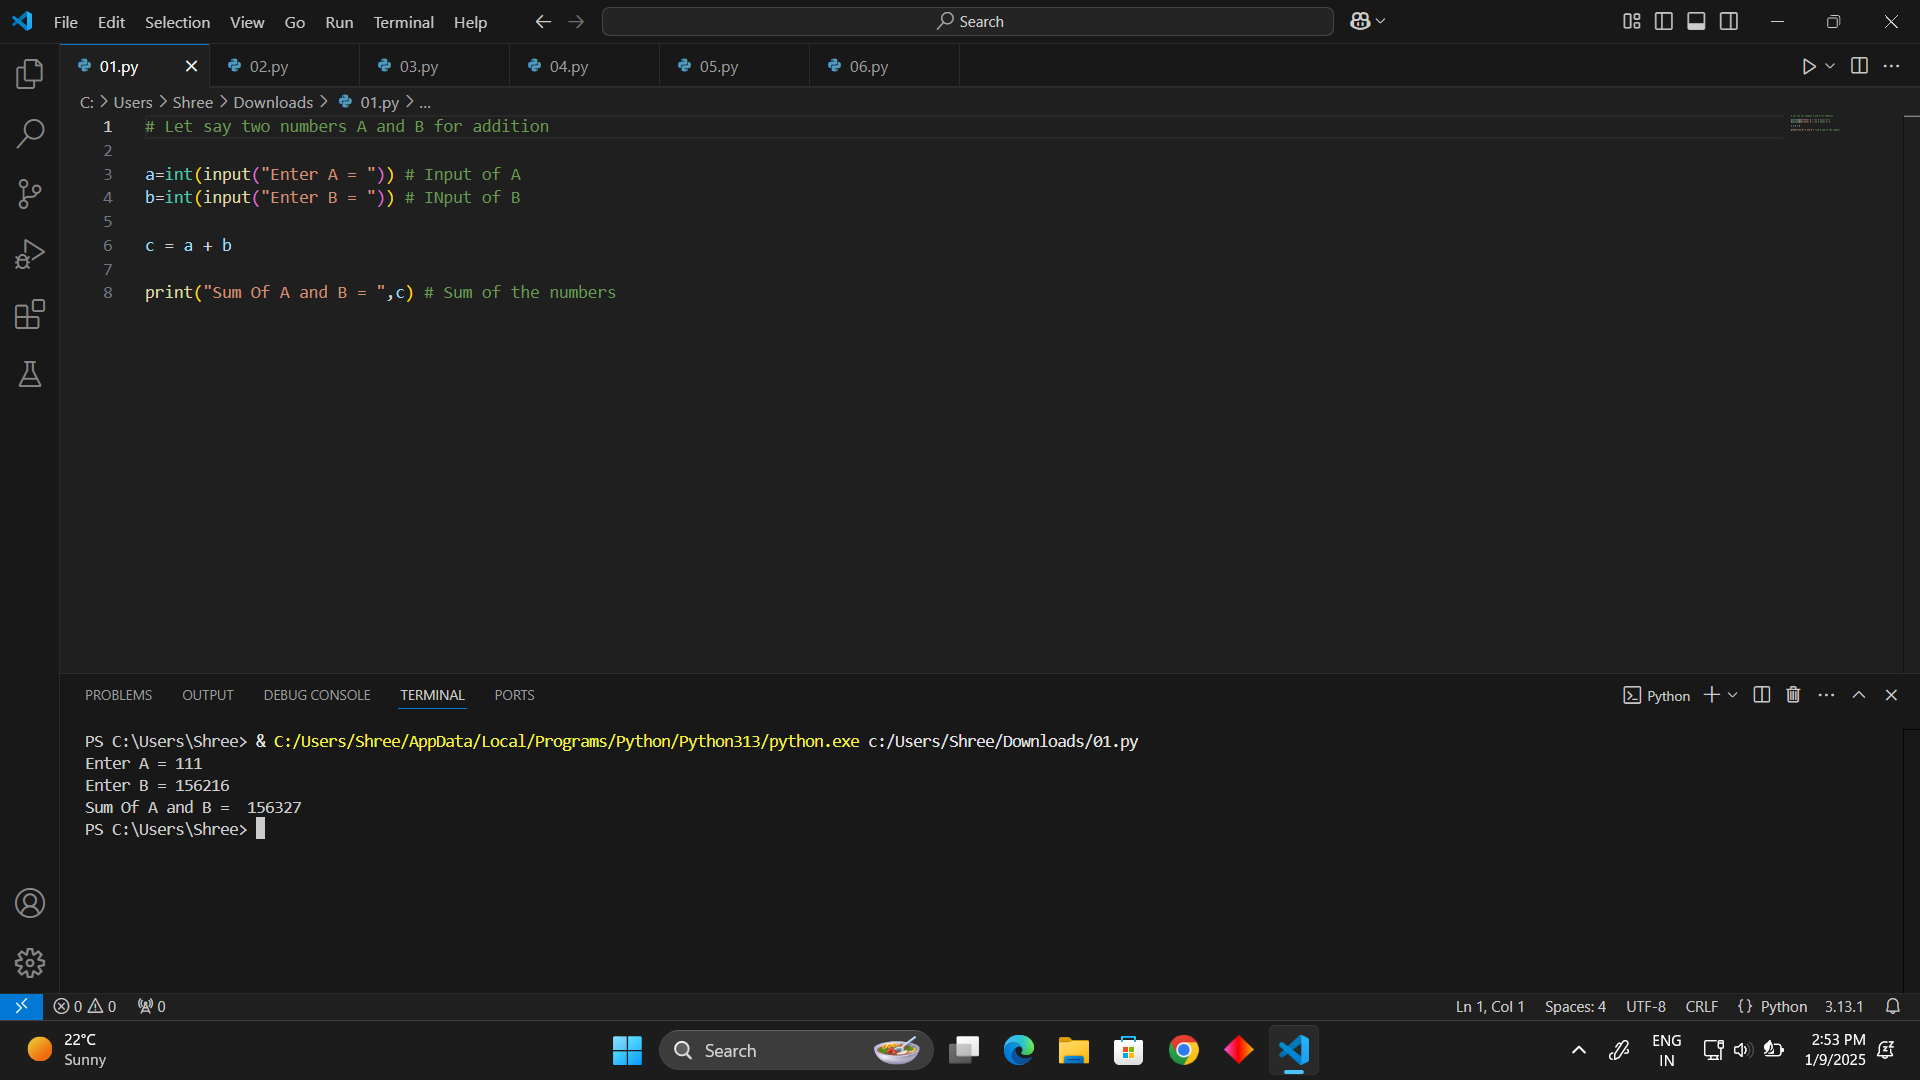 File Edit Selection View Go Run Terminal Help Search
01.py 02.py 03.py 04.py 05.py 06.py
C: > Users > Shree > Downloads > 01.py > ...
1 # Let say two numbers A and B for addition
2
3 a=int(input("Enter A = ")) # Input of A
4 b=int(input("Enter B = ")) # INput of B
5
6 c = a + b
7
8 print("Sum Of A and B = ",c) # Sum of the numbers
PROBLEMS OUTPUT DEBUG CONSOLE TERMINAL PORTS Python
PS C:\Users\Shree> & C:/Users/Shree/AppData/Local/Programs/Python/Python313/python.exe c:/Users/Shree/Downloads/01.py
Enter A = 111
Enter B = 156216
Sum Of A and B =  156327
PS C:\Users\Shree>
0 0 0 Ln 1, Col 1 Spaces: 4 UTF-8 CRLF {} Python 3.13.1
22°C
Sunny
Search
ENG
IN
2:53 PM
1/9/2025